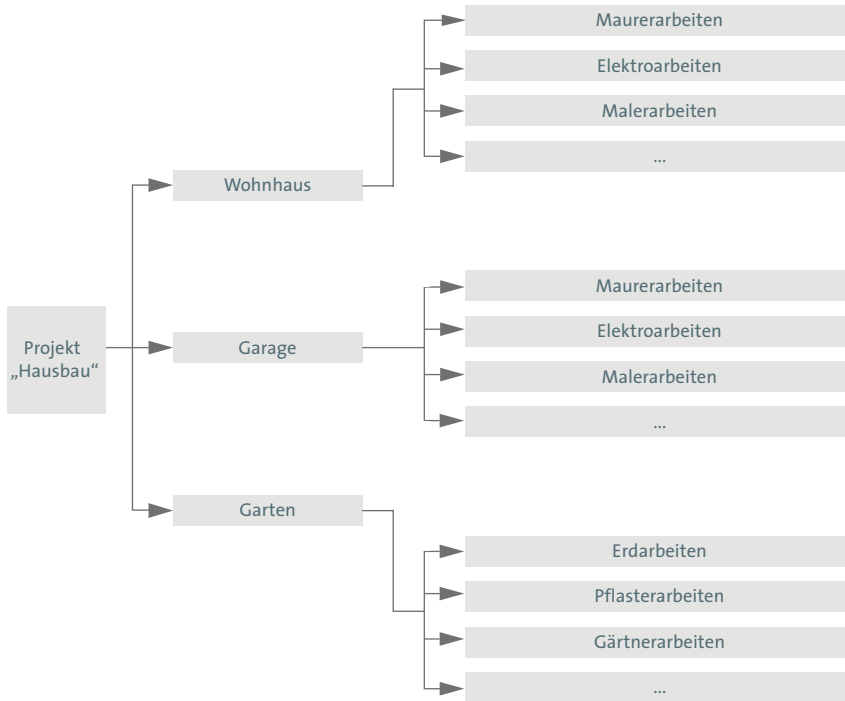 Projekt
„Hausbau“
Wohnhaus
Maurerarbeiten
Elektroarbeiten
Malerarbeiten
...
Garage
Maurerarbeiten
Elektroarbeiten
Malerarbeiten
...
Garten
Erdarbeiten
Pflasterarbeiten
Gärtnerarbeiten
...